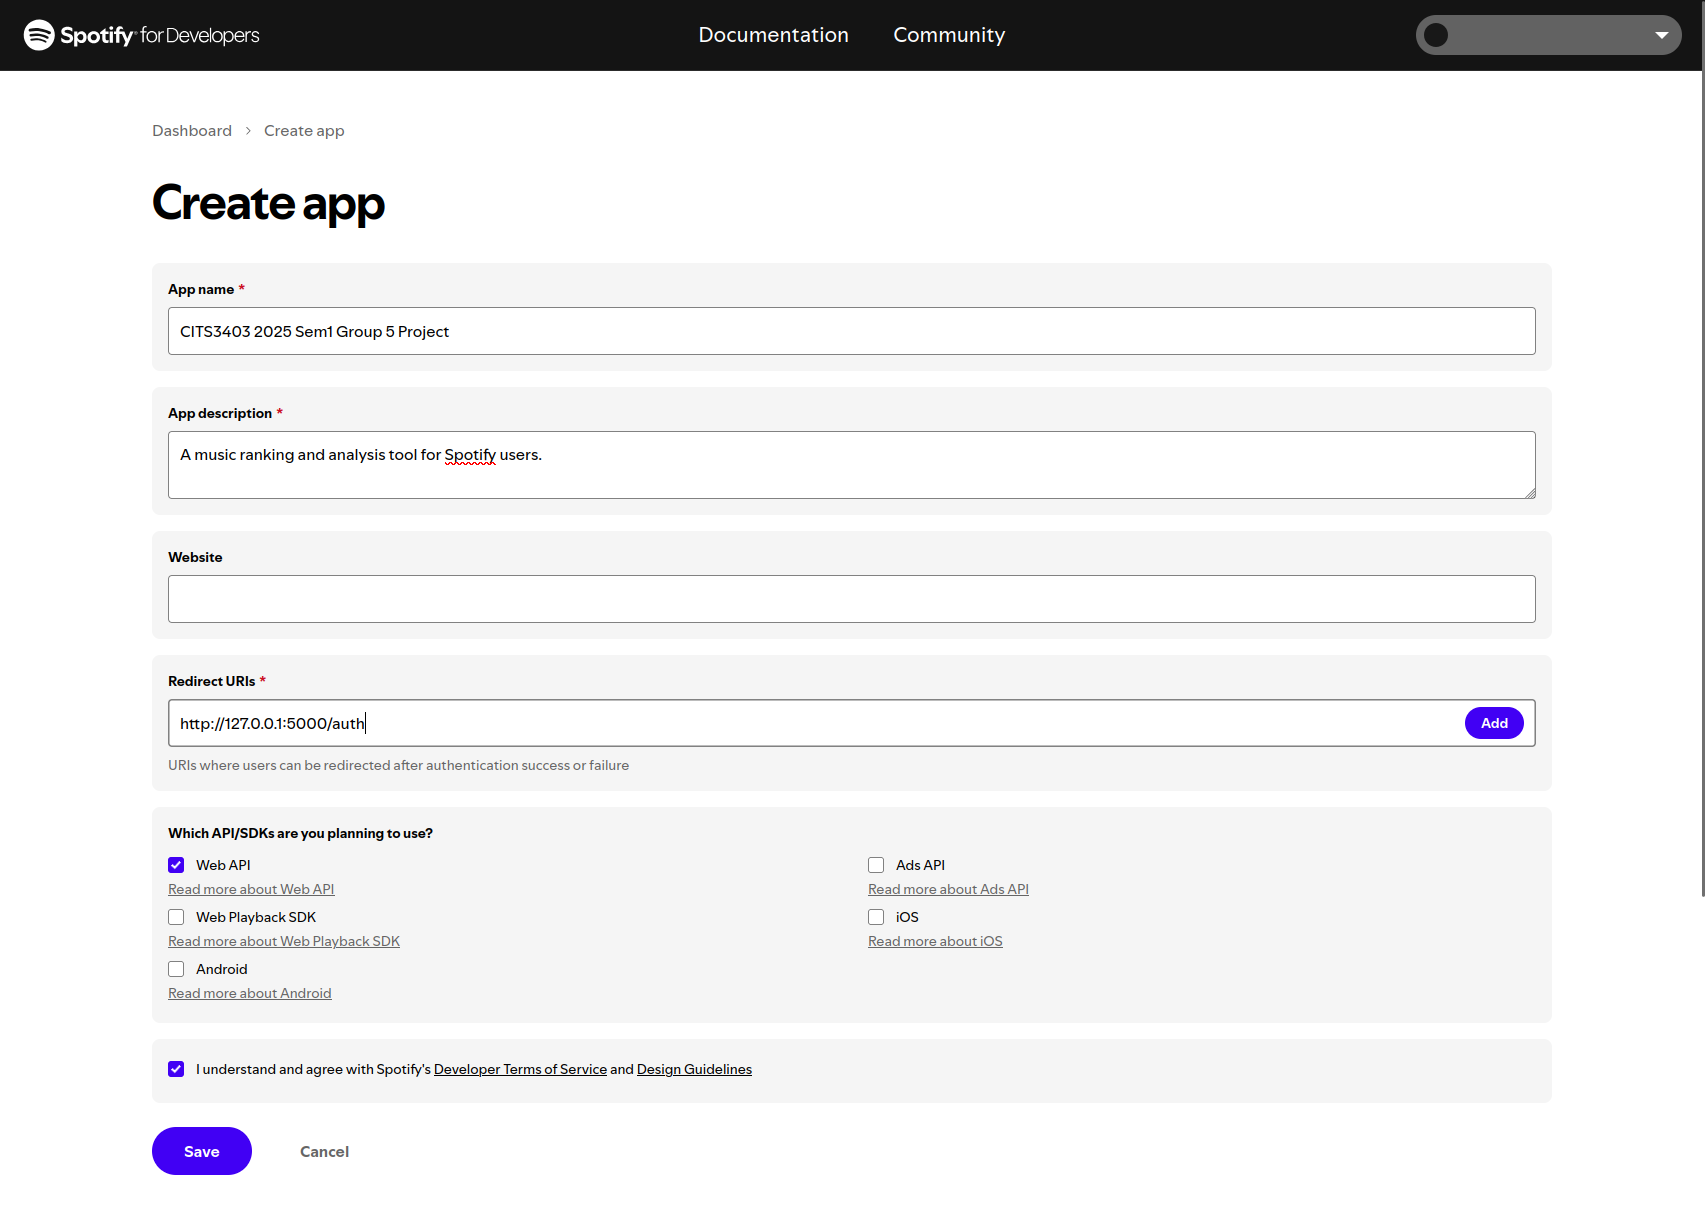 Spotify for Developers
Documentation
Community
Dashboard > Create app
Create app
App name *
CITS3403 2025 Sem1 Group 5 Project
App description *
A music ranking and analysis tool for Spotify users.
Website
Redirect URIs *
http://127.0.0.1:5000/auth
Add
URIs where users can be redirected after authentication success or failure
Which API/SDKs are you planning to use?
Web API
Read more about Web API
Ads API
Read more about Ads API
Web Playback SDK
Read more about Web Playback SDK
iOS
Read more about iOS
Android
Read more about Android
I understand and agree with Spotify's Developer Terms of Service and Design Guidelines
Save
Cancel